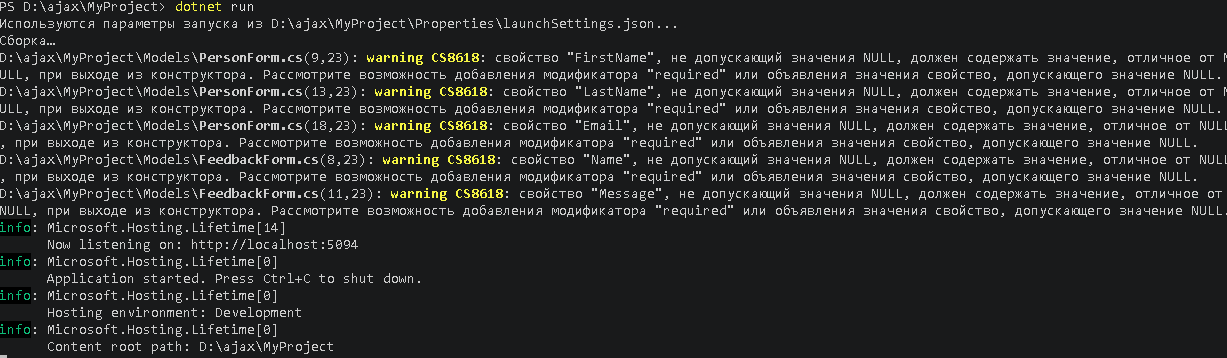 PS D:\ajax\MyProject> dotnet run
Используются параметры запуска из D:\ajax\MyProject\Properties\launchSettings.json...
Сборка…
D:\ajax\MyProject\Models\PersonForm.cs(9,23): warning CS8618: свойство "FirstName", не допускающий значения NULL, должен содержать значение, отличное от N
ULL, при выходе из конструктора. Рассмотрите возможность добавления модификатора "required" или объявления значения свойство, допускающего значение NULL.
D:\ajax\MyProject\Models\PersonForm.cs(13,23): warning CS8618: свойство "LastName", не допускающий значения NULL, должен содержать значение, отличное от N
ULL, при выходе из конструктора. Рассмотрите возможность добавления модификатора "required" или объявления значения свойство, допускающего значение NULL.
D:\ajax\MyProject\Models\PersonForm.cs(18,23): warning CS8618: свойство "Email", не допускающий значения NULL, должен содержать значение, отличное от NULL
, при выходе из конструктора. Рассмотрите возможность добавления модификатора "required" или объявления значения свойство, допускающего значение NULL.
D:\ajax\MyProject\Models\FeedbackForm.cs(8,23): warning CS8618: свойство "Name", не допускающий значения NULL, должен содержать значение, отличное от NULL
, при выходе из конструктора. Рассмотрите возможность добавления модификатора "required" или объявления значения свойство, допускающего значение NULL.
D:\ajax\MyProject\Models\FeedbackForm.cs(11,23): warning CS8618: свойство "Message", не допускающий значения NULL, должен содержать значение, отличное от
NULL, при выходе из конструктора. Рассмотрите возможность добавления модификатора "required" или объявления значения свойство, допускающего значение NULL.
info: Microsoft.Hosting.Lifetime[14]
Now listening on: http://localhost:5094
info: Microsoft.Hosting.Lifetime[0]
Application started. Press Ctrl+C to shut down.
info: Microsoft.Hosting.Lifetime[0]
Hosting environment: Development
info: Microsoft.Hosting.Lifetime[0]
Content root path: D:\ajax\MyProject